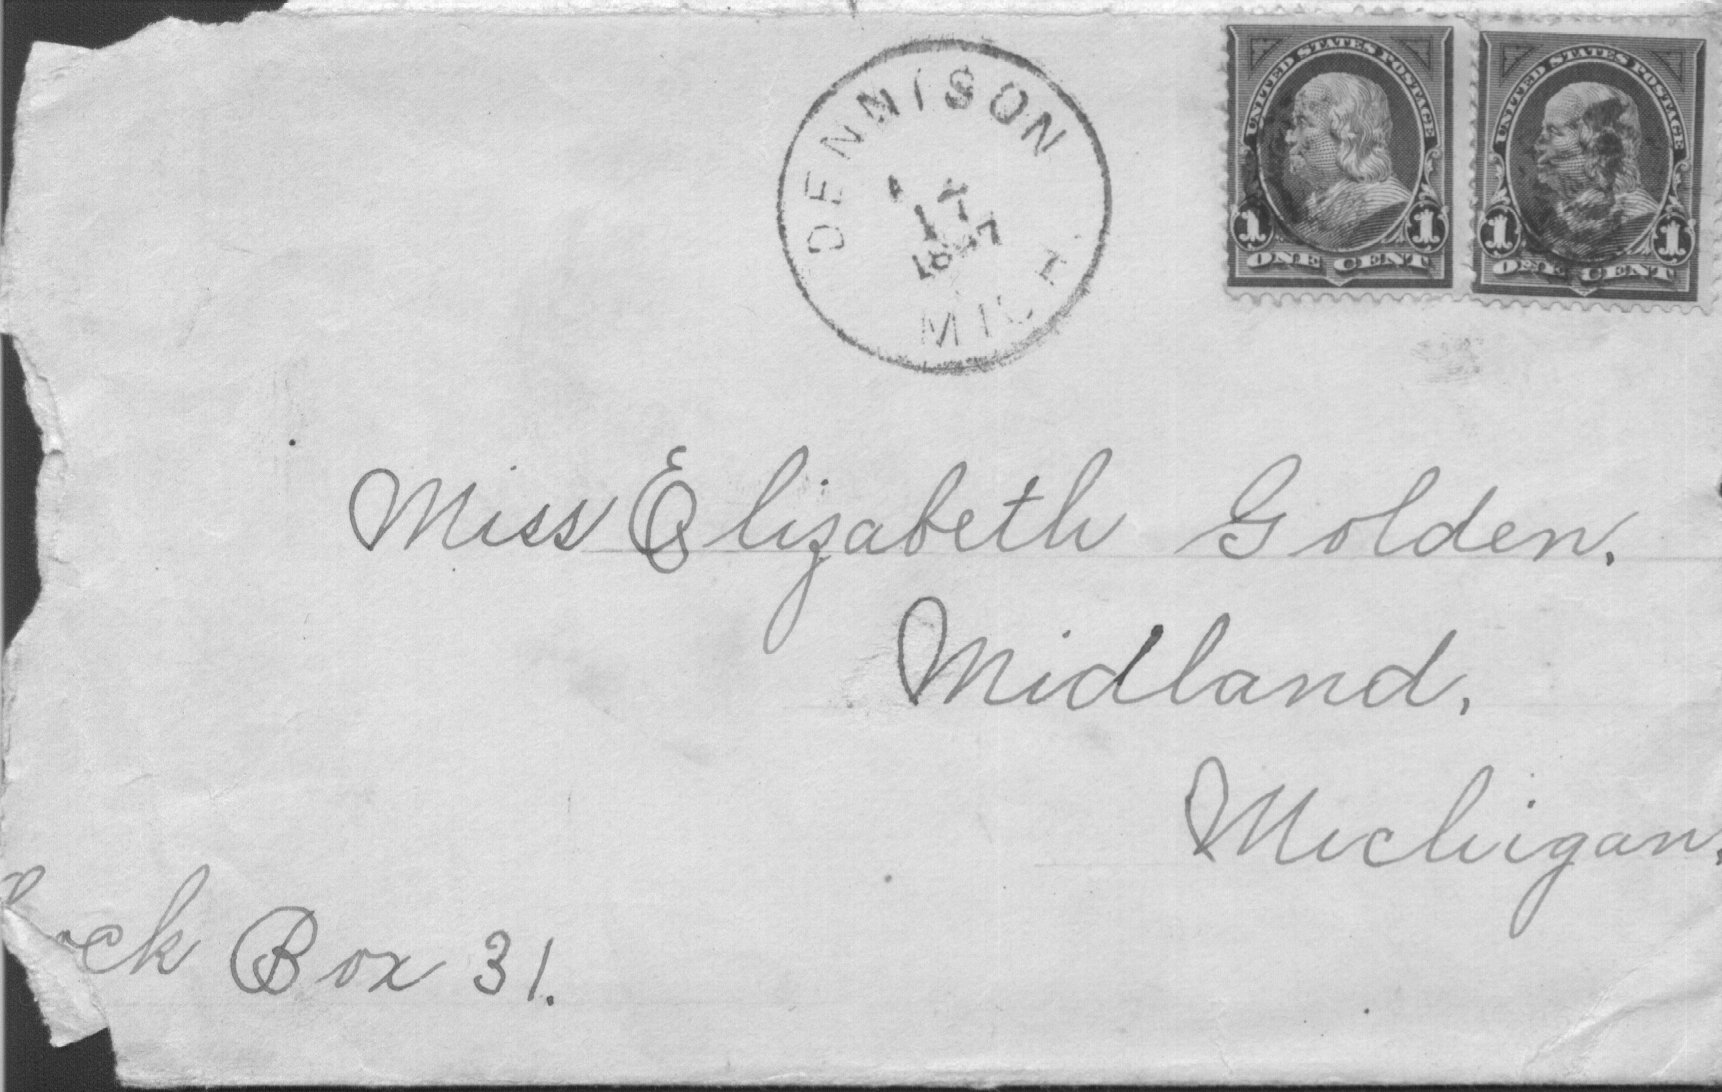 DENNISON
17
MICH
UNITED STATES POSTAGE
1 1
ONE CENT
UNITED STATES POSTAGE
1 1
ONE CENT
Miss Elizabeth Golden.
Midland,
Michigan.
Lock Box 31.